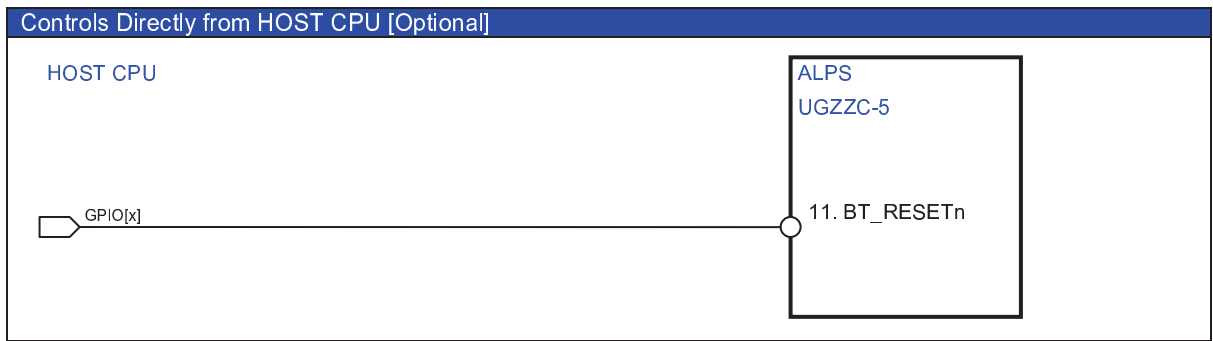 Controls Directly from HOST CPU [Optional]
HOST CPU
ALPS
UGZZC-5
GPIO[x]
11. BT_RESETn